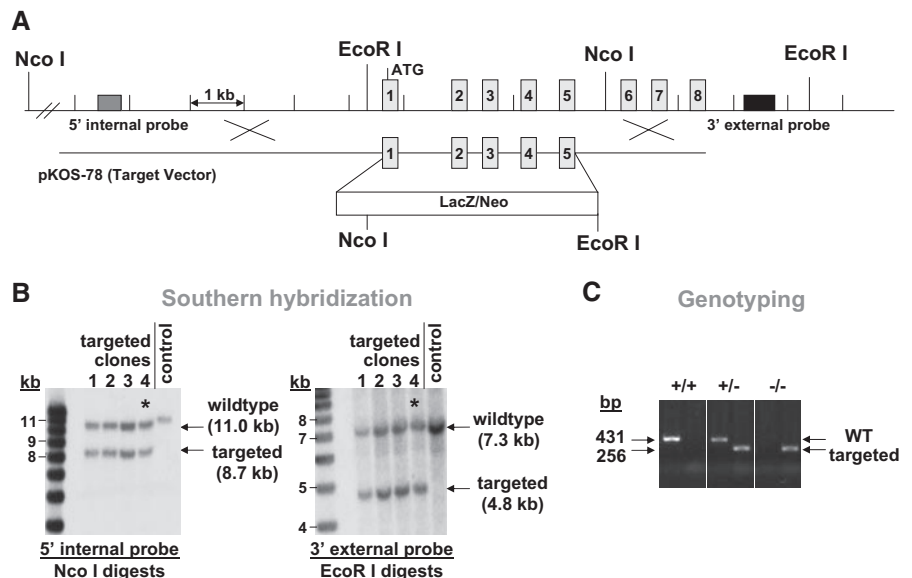 A
Nco I
EcoR I
ATG
Nco I
EcoR I
1 2 3 4 5 6 7 8
1 kb
5’ internal probe
3’ external probe
1 2 3 4 5
pKOS-78 (Target Vector)
LacZ/Neo
Nco I
EcoR I
B
Southern hybridization
targeted
clones
control
kb
1 2 3 4
*
11
9
8
wildtype
(11.0 kb)
targeted
(8.7 kb)
5’ internal probe
Nco I digests
targeted
clones
control
kb
1 2 3 4
*
8
7
5
4
wildtype
(7.3 kb)
targeted
(4.8 kb)
3’ external probe
EcoR I digests
C
Genotyping
+/+ +/- -/-
bp
431
256
WT
targeted